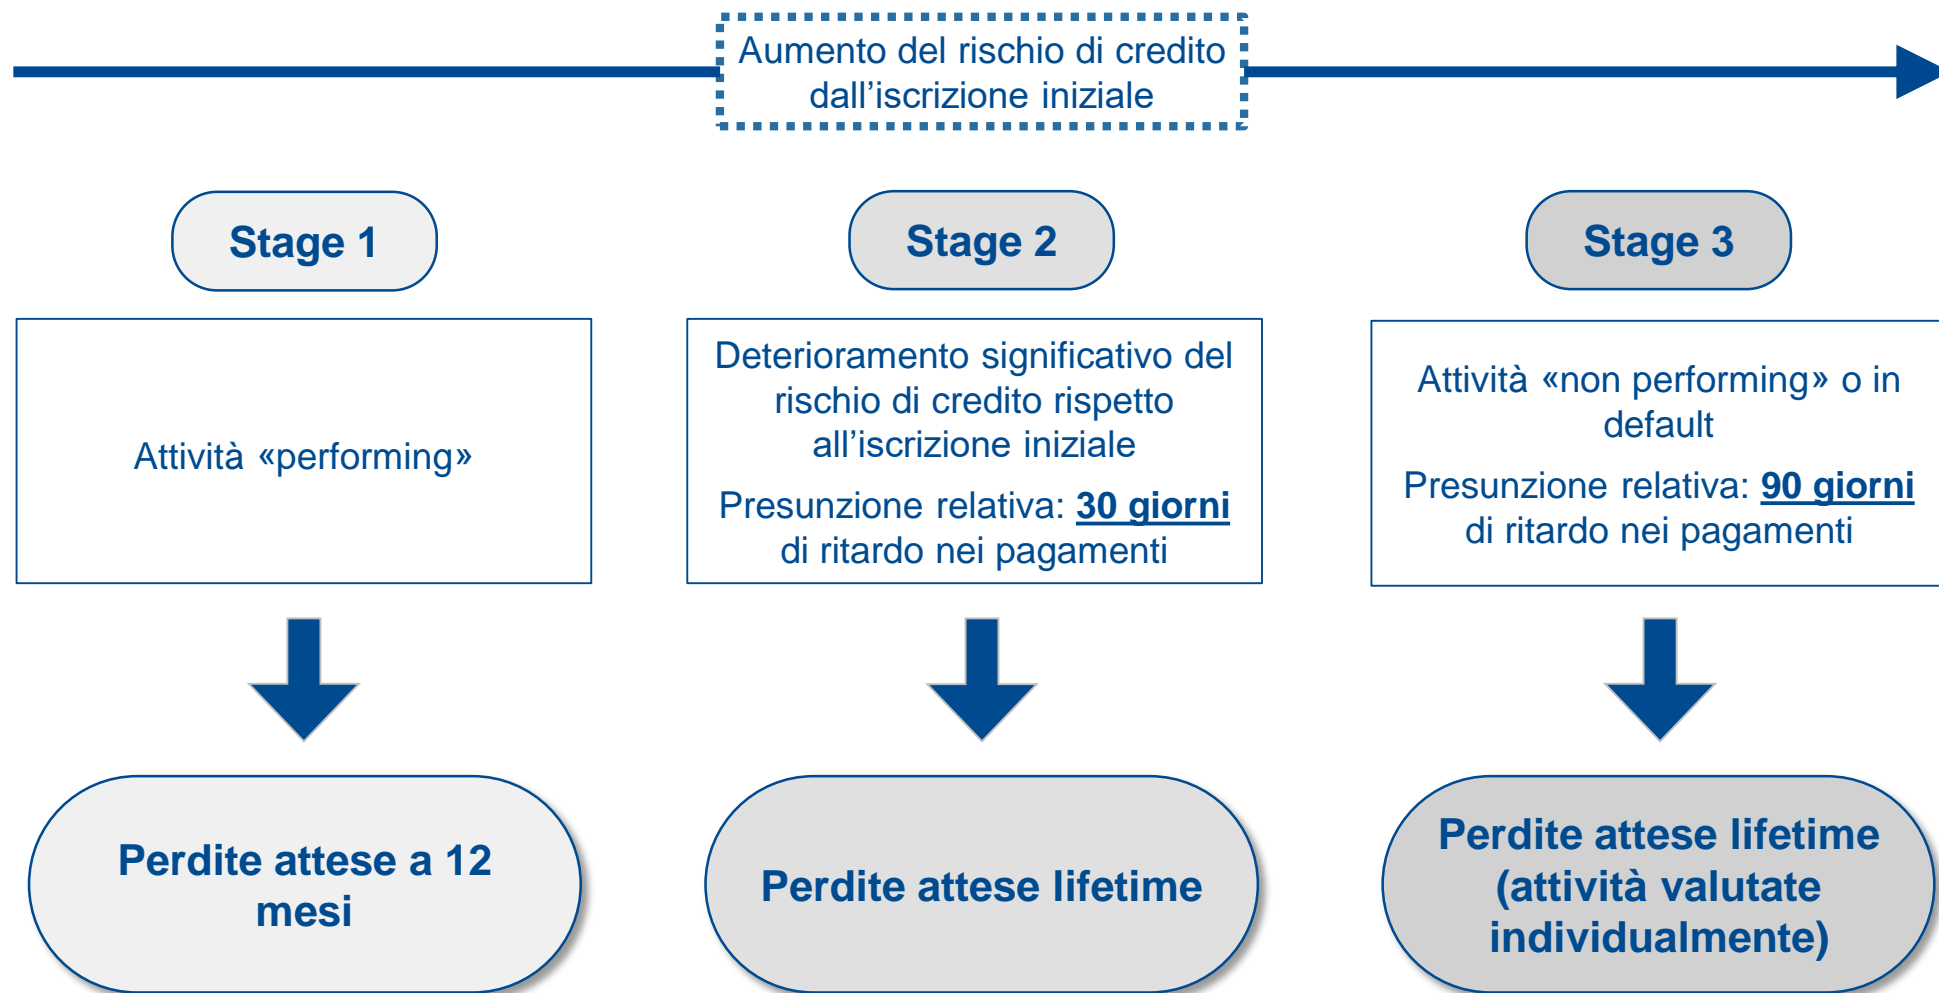 Aumento del rischio di credito
dall’iscrizione iniziale
Stage 1
Stage 2
Stage 3
Attività «performing»
Deterioramento significativo del
rischio di credito rispetto
all’iscrizione iniziale
Presunzione relativa: 30 giorni
di ritardo nei pagamenti
Attività «non performing» o in
default
Presunzione relativa: 90 giorni
di ritardo nei pagamenti
Perdite attese a 12
mesi
Perdite attese lifetime
Perdite attese lifetime
(attività valutate
individualmente)